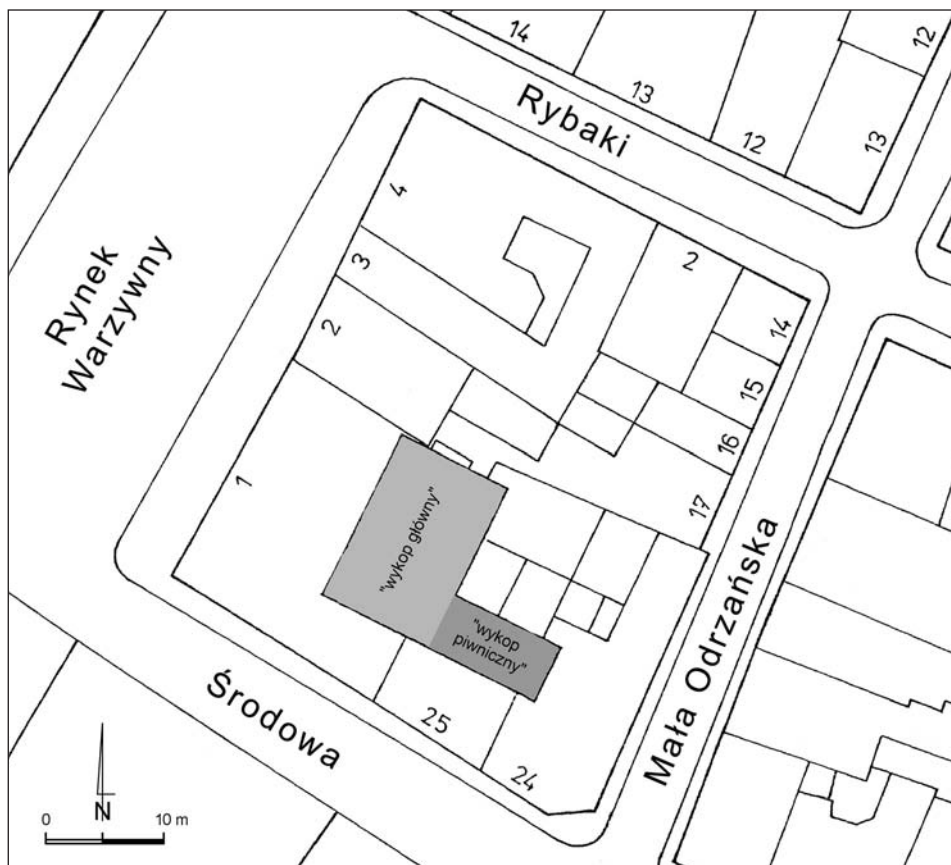 14
13
12
12
13
Rybaki
4
3
2
1
Rynek
Warzywny
2
14
15
16
17
"wykop główny"
"wykop
piwniczny"
25
24
Środowa
Mała Odrzańska
N
0 10 m